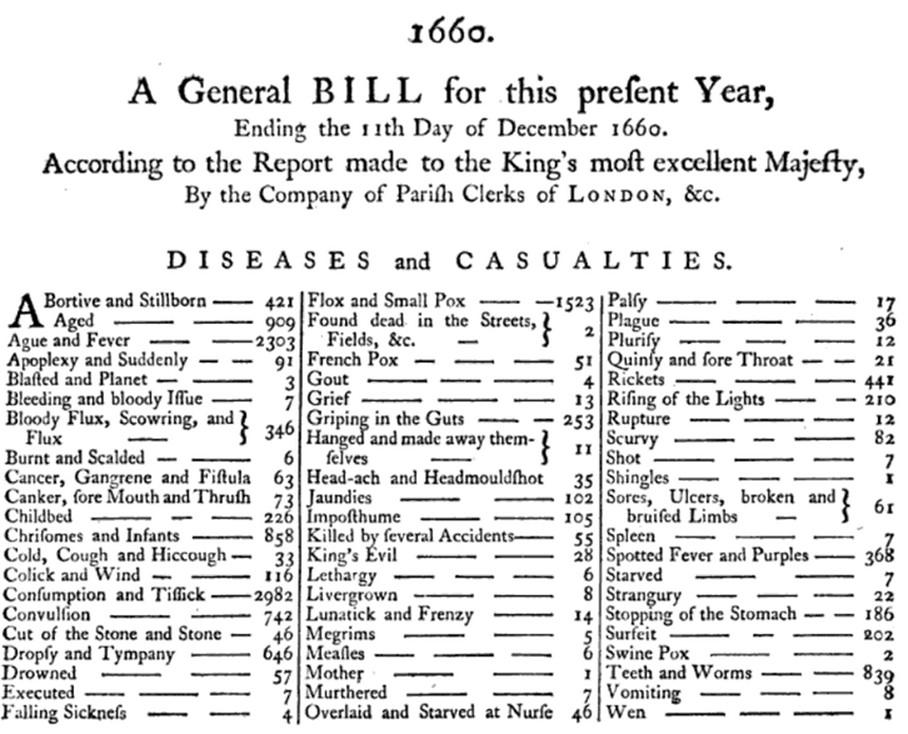 1660.
A General BILL for this preſent Year,
Ending the 11th Day of December 1660.
According to the Report made to the King's moſt excellent Majeſty,
By the Company of Pariſh Clerks of LONDON, &c.
DISEASES and CASUALTIES.
ABortive and Stillborn — 421
Aged — — 909
Ague and Fever — —2303
Apoplexy and Suddenly — — 91
Blaſted and Planet — — — 3
Bleeding and bloody Iſſue — — 7
Bloody Flux, Scowring, and }
Flux — } 346
Burnt and Scalded — — — 6
Cancer, Gangrene and Fiſtula 63
Canker, ſore Mouth and Thruſh 73
Childbed — — — 226
Chriſomes and Infants — 858
Cold, Cough and Hiccough — 33
Colick and Wind — — 116
Conſumption and Tiſſick —2982
Convulſion — — 742
Cut of the Stone and Stone — 46
Dropſy and Tympany — 646
Drowned — — — 57
Executed — — — 7
Falling Sickneſs — — 4
Flox and Small Pox — —1523
Found dead in the Streets, }
Fields, &c. — } 2
French Pox — — — 51
Gout — — — 4
Grief — — — 13
Griping in the Guts — — 253
Hanged and made away them- }
ſelves — } 11
Head-ach and Headmouldſhot 35
Jaundies — — 102
Impoſthume — — 105
Killed by ſeveral Accidents— 55
King's Evil — — — 28
Lethargy — — — 6
Livergrown — — — 8
Lunatick and Frenzy — — 14
Megrims — — 5
Meaſles — — — 6
Mother — — — 1
Murthered — — 7
Overlaid and Starved at Nurſe 46
Palſy — — — 17
Plague — — — 36
Pluriſy — — — 12
Quinſy and ſore Throat — — 21
Rickets — — — 441
Riſing of the Lights — — 210
Rupture — — — 12
Scurvy — — — 82
Shot — — — 7
Shingles — — — 1
Sores, Ulcers, broken and }
bruiſed Limbs — } 61
Spleen — — — 7
Spotted Fever and Purples — 368
Starved — — — 7
Strangury — — — 22
Stopping of the Stomach — — 186
Surfeit — — — 202
Swine Pox — — — 2
Teeth and Worms — — 839
Vomiting — — — 8
Wen — — — 1